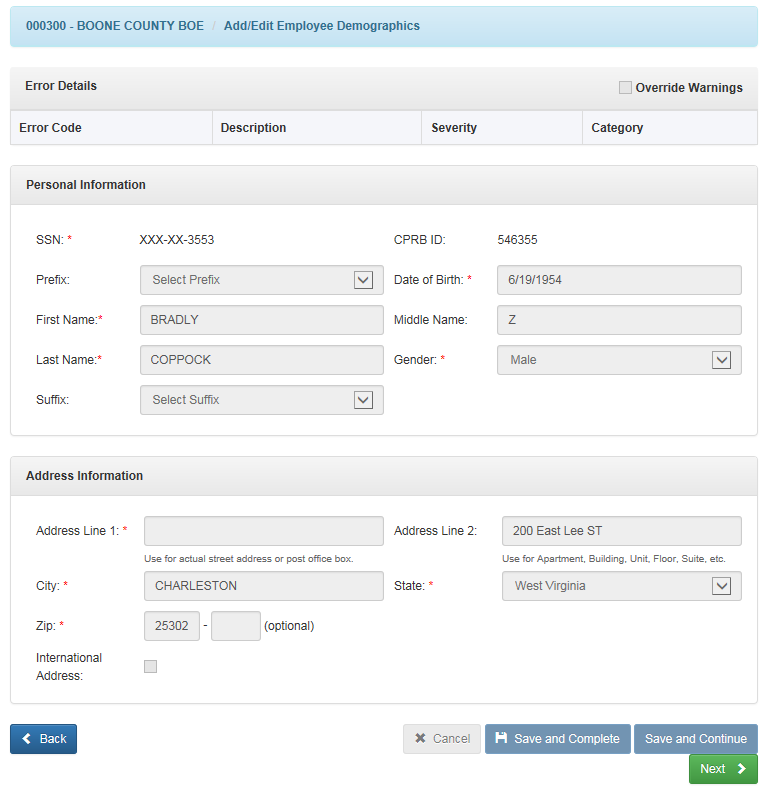 000300 - BOONE COUNTY BOE / Add/Edit Employee Demographics
Error Details Override Warnings
Error Code Description Severity Category
Personal Information
SSN: * XXX-XX-3553 CPRB ID: 546355
Prefix: Select Prefix Date of Birth: * 6/19/1954
First Name:* BRADLY Middle Name: Z
Last Name:* COPPOCK Gender: * Male
Suffix: Select Suffix
Address Information
Address Line 1: * Address Line 2: 200 East Lee ST
Use for actual street address or post office box. Use for Apartment, Building, Unit, Floor, Suite, etc.
City: * CHARLESTON State: * West Virginia
Zip: * 25302 - (optional)
International
Address:
Back Cancel Save and Complete Save and Continue
Next